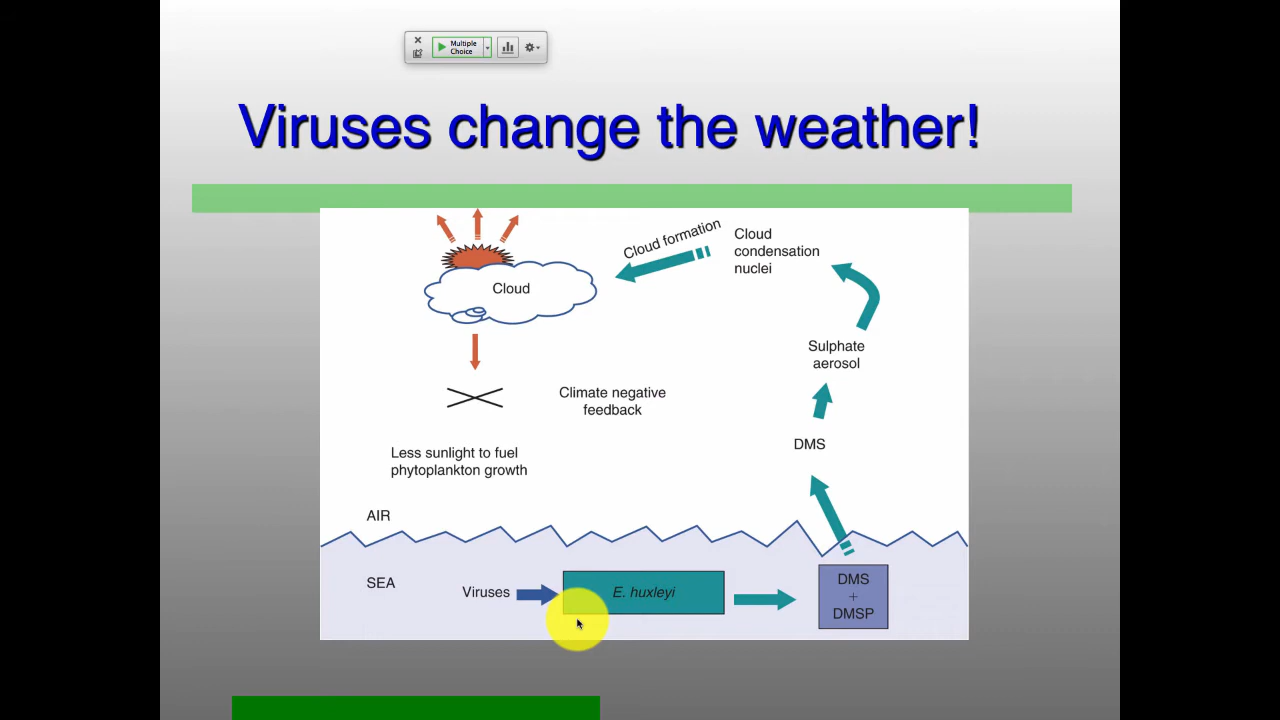 Multiple
Choice
Viruses change the weather!
Cloud formation
Cloud
condensation
nuclei
Cloud
Sulphate
aerosol
Climate negative
feedback
DMS
Less sunlight to fuel
phytoplankton growth
AIR
SEA
Viruses
E. huxleyi
DMS
+
DMSP